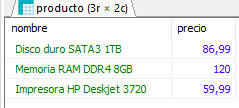 producto (3r × 2c)
nombre precio
Disco duro SATA3 1TB 86,99
Memoria RAM DDR4 8GB 120
Impresora HP Deskjet 3720 59,99